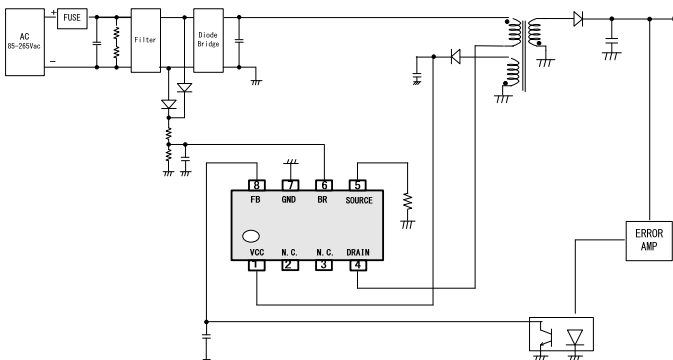 AC
85-265Vac
+
−
FUSE
Filter
Diode
Bridge
8 7 6 5
FB GND BR SOURCE
VCC N.C. N.C. DRAIN
1 2 3 4
ERROR
AMP